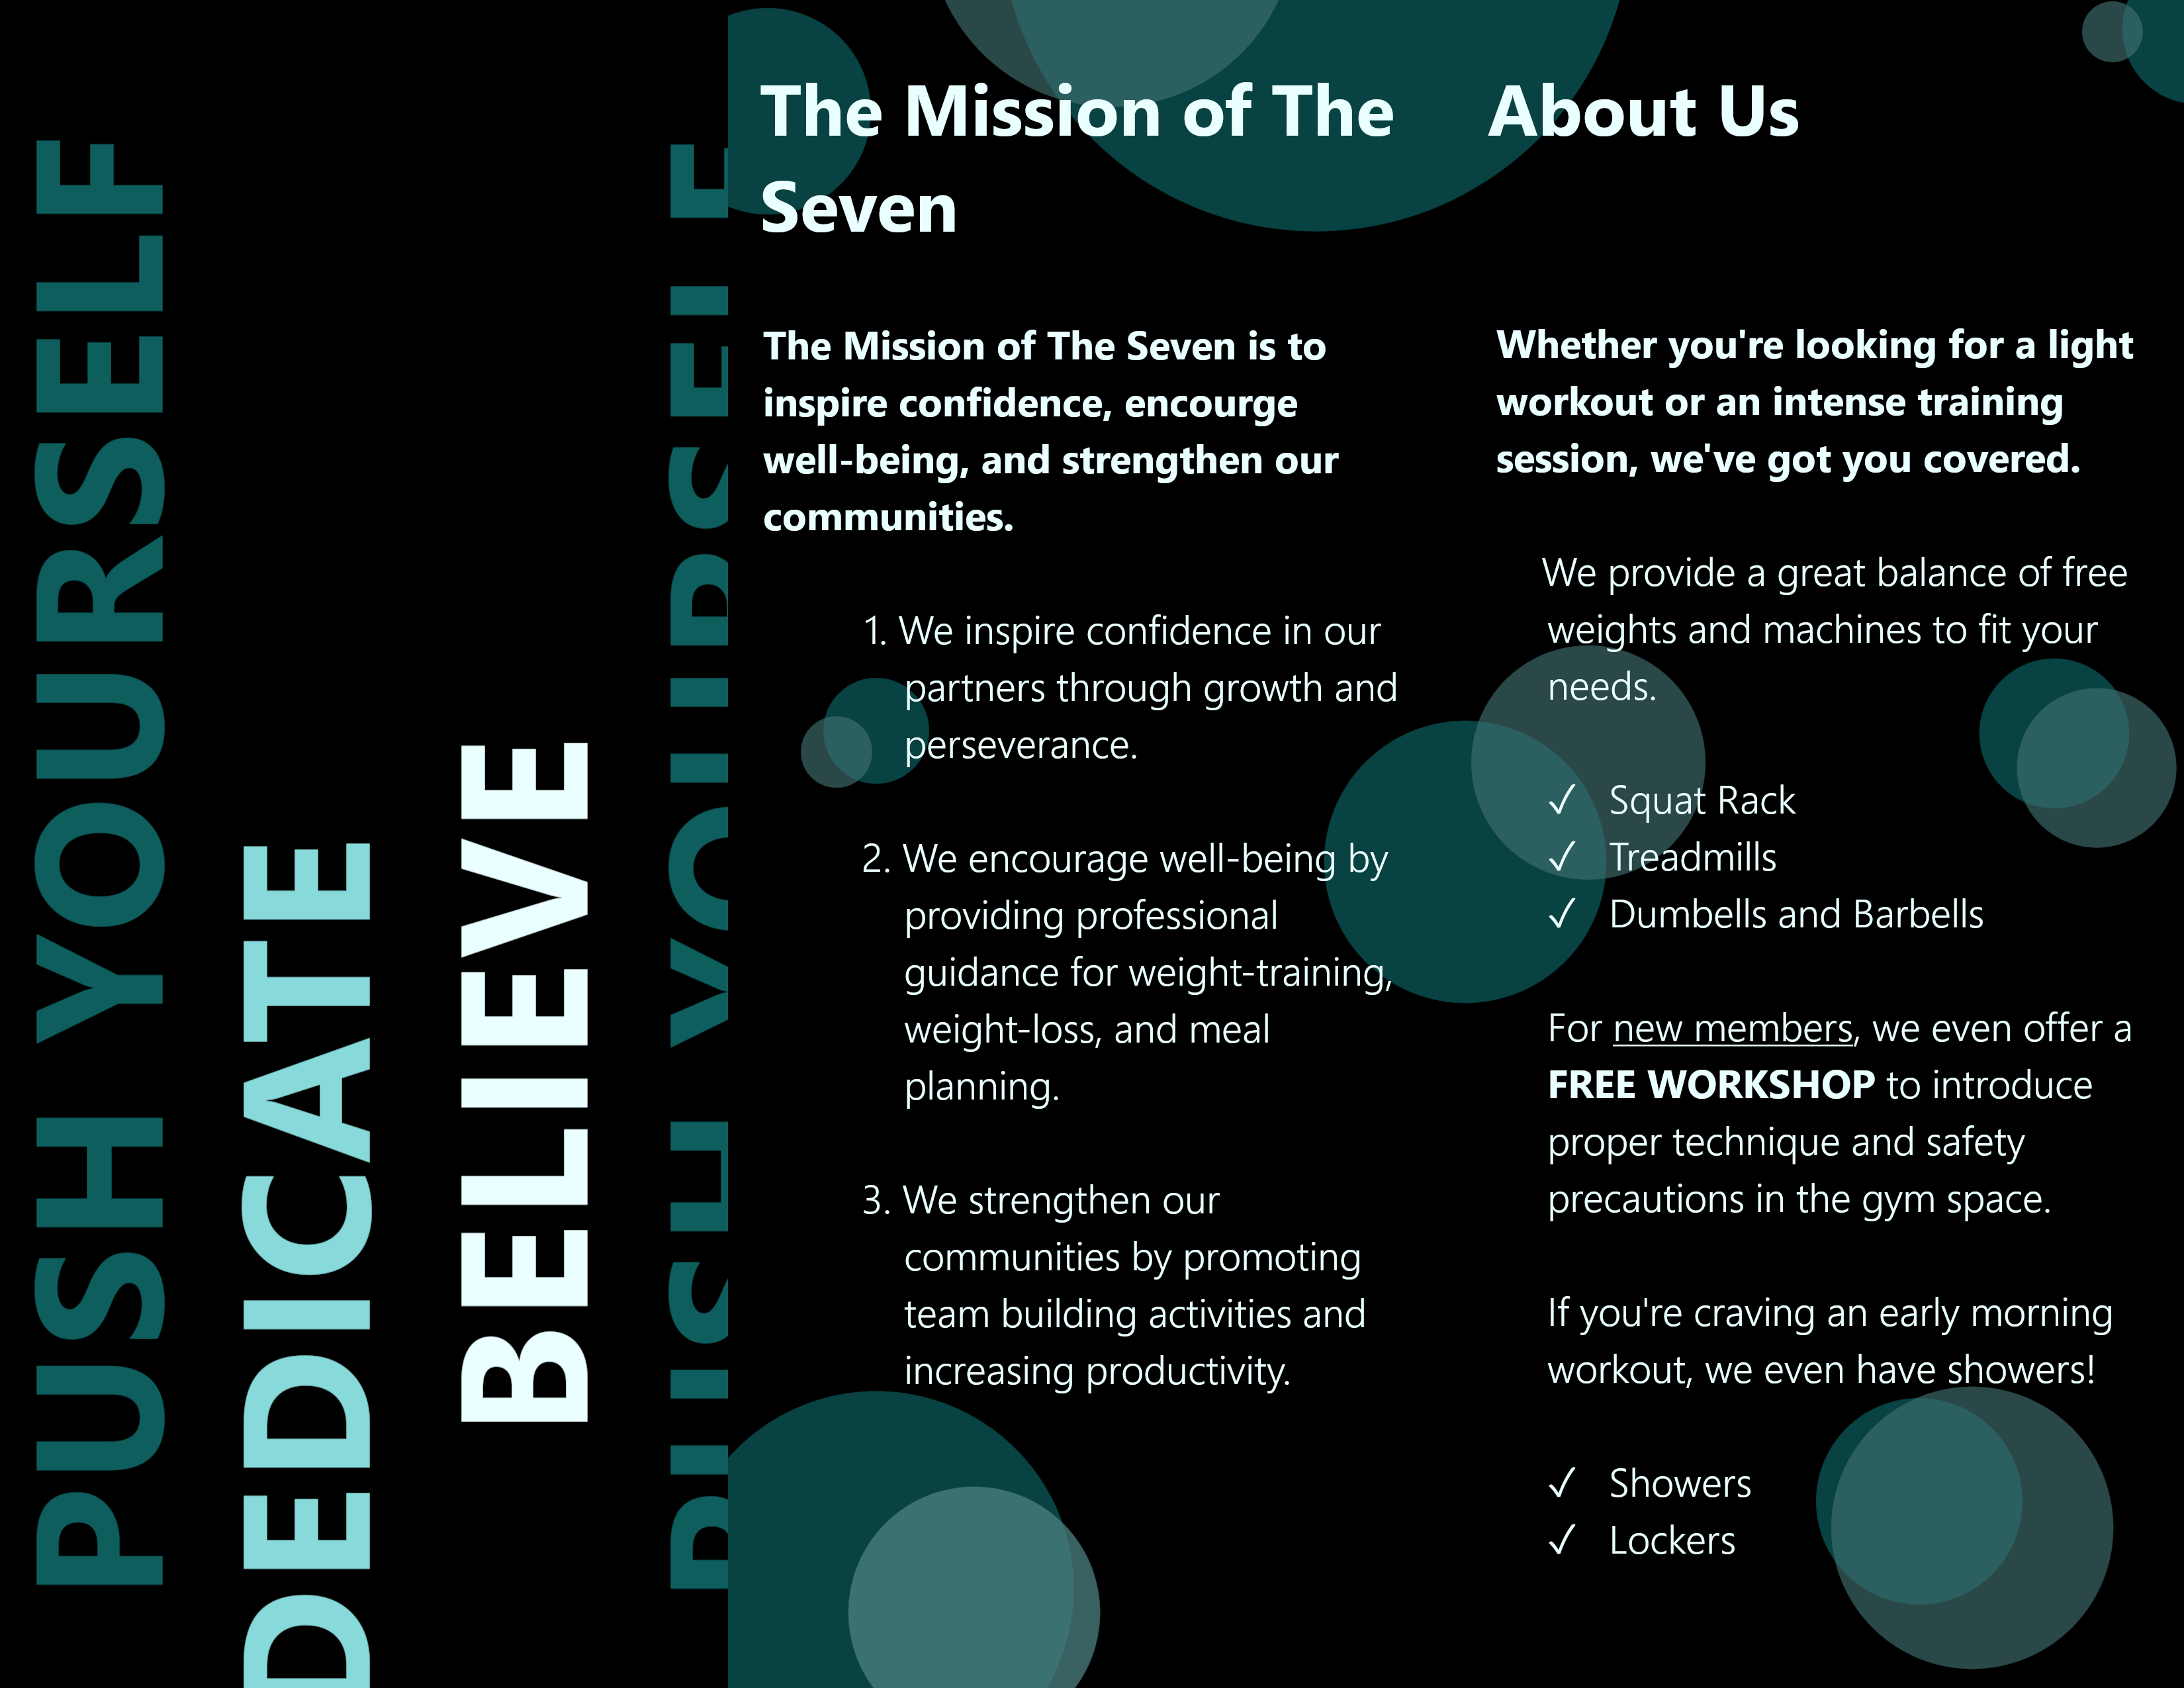 PUSH YOURSELF
DEDICATE
BELIEVE
PUSH YOURSELF
The Mission of The
Seven
The Mission of The Seven is to
inspire confidence, encourge
well-being, and strengthen our
communities.
1. We inspire confidence in our
partners through growth and
perseverance.
2. We encourage well-being by
providing professional
guidance for weight-training,
weight-loss, and meal
planning.
3. We strengthen our
communities by promoting
team building activities and
increasing productivity.
About Us
Whether you're looking for a light
workout or an intense training
session, we've got you covered.
We provide a great balance of free
weights and machines to fit your
needs.
✓ Squat Rack
✓ Treadmills
✓ Dumbells and Barbells
For new members, we even offer a
FREE WORKSHOP to introduce
proper technique and safety
precautions in the gym space.
If you're craving an early morning
workout, we even have showers!
✓ Showers
✓ Lockers